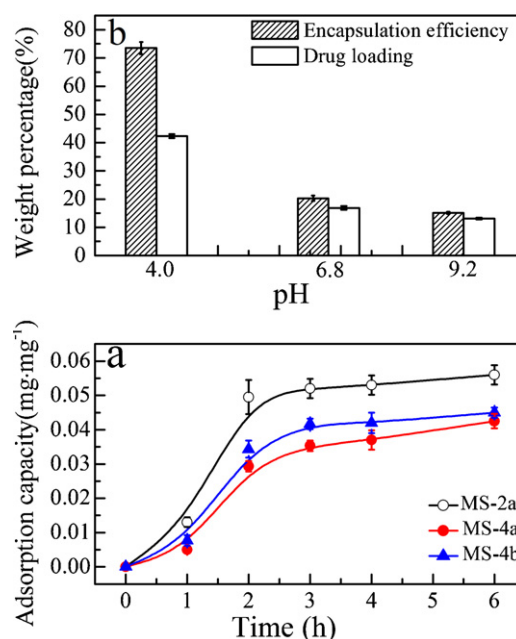 b
Encapsulation efficiency
Drug loading
Weight percentage(%)
80
70
60
50
40
30
20
10
0
4.0 6.8 9.2
pH
a
Adsorption capacity(mg·mg⁻¹)
0.06
0.05
0.04
0.03
0.02
0.01
0.00
MS-2a
MS-4a
MS-4b
0 1 2 3 4 5 6
Time (h)